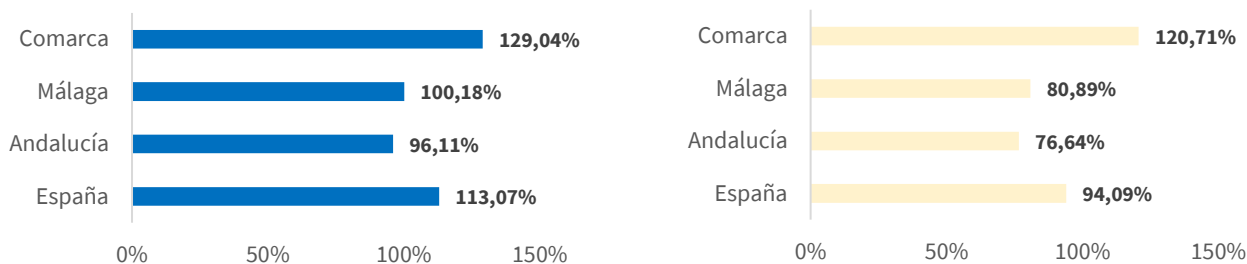 Comarca 129,04%
Málaga 100,18%
Andalucía 96,11%
España 113,07%
0% 50% 100% 150%
Comarca 120,71%
Málaga 80,89%
Andalucía 76,64%
España 94,09%
0% 50% 100% 150%